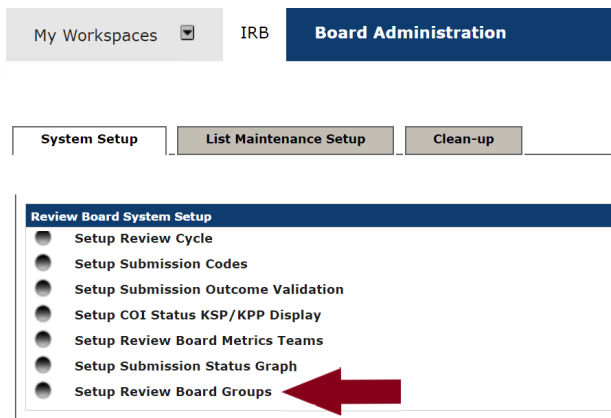 My Workspaces IRB Board Administration
System Setup List Maintenance Setup Clean-up
Review Board System Setup
Setup Review Cycle
Setup Submission Codes
Setup Submission Outcome Validation
Setup COI Status KSP/KPP Display
Setup Review Board Metrics Teams
Setup Submission Status Graph
Setup Review Board Groups